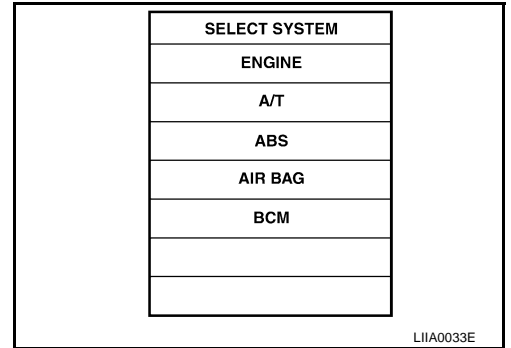 SELECT SYSTEM
ENGINE
A/T
ABS
AIR BAG
BCM
LIIA0033E